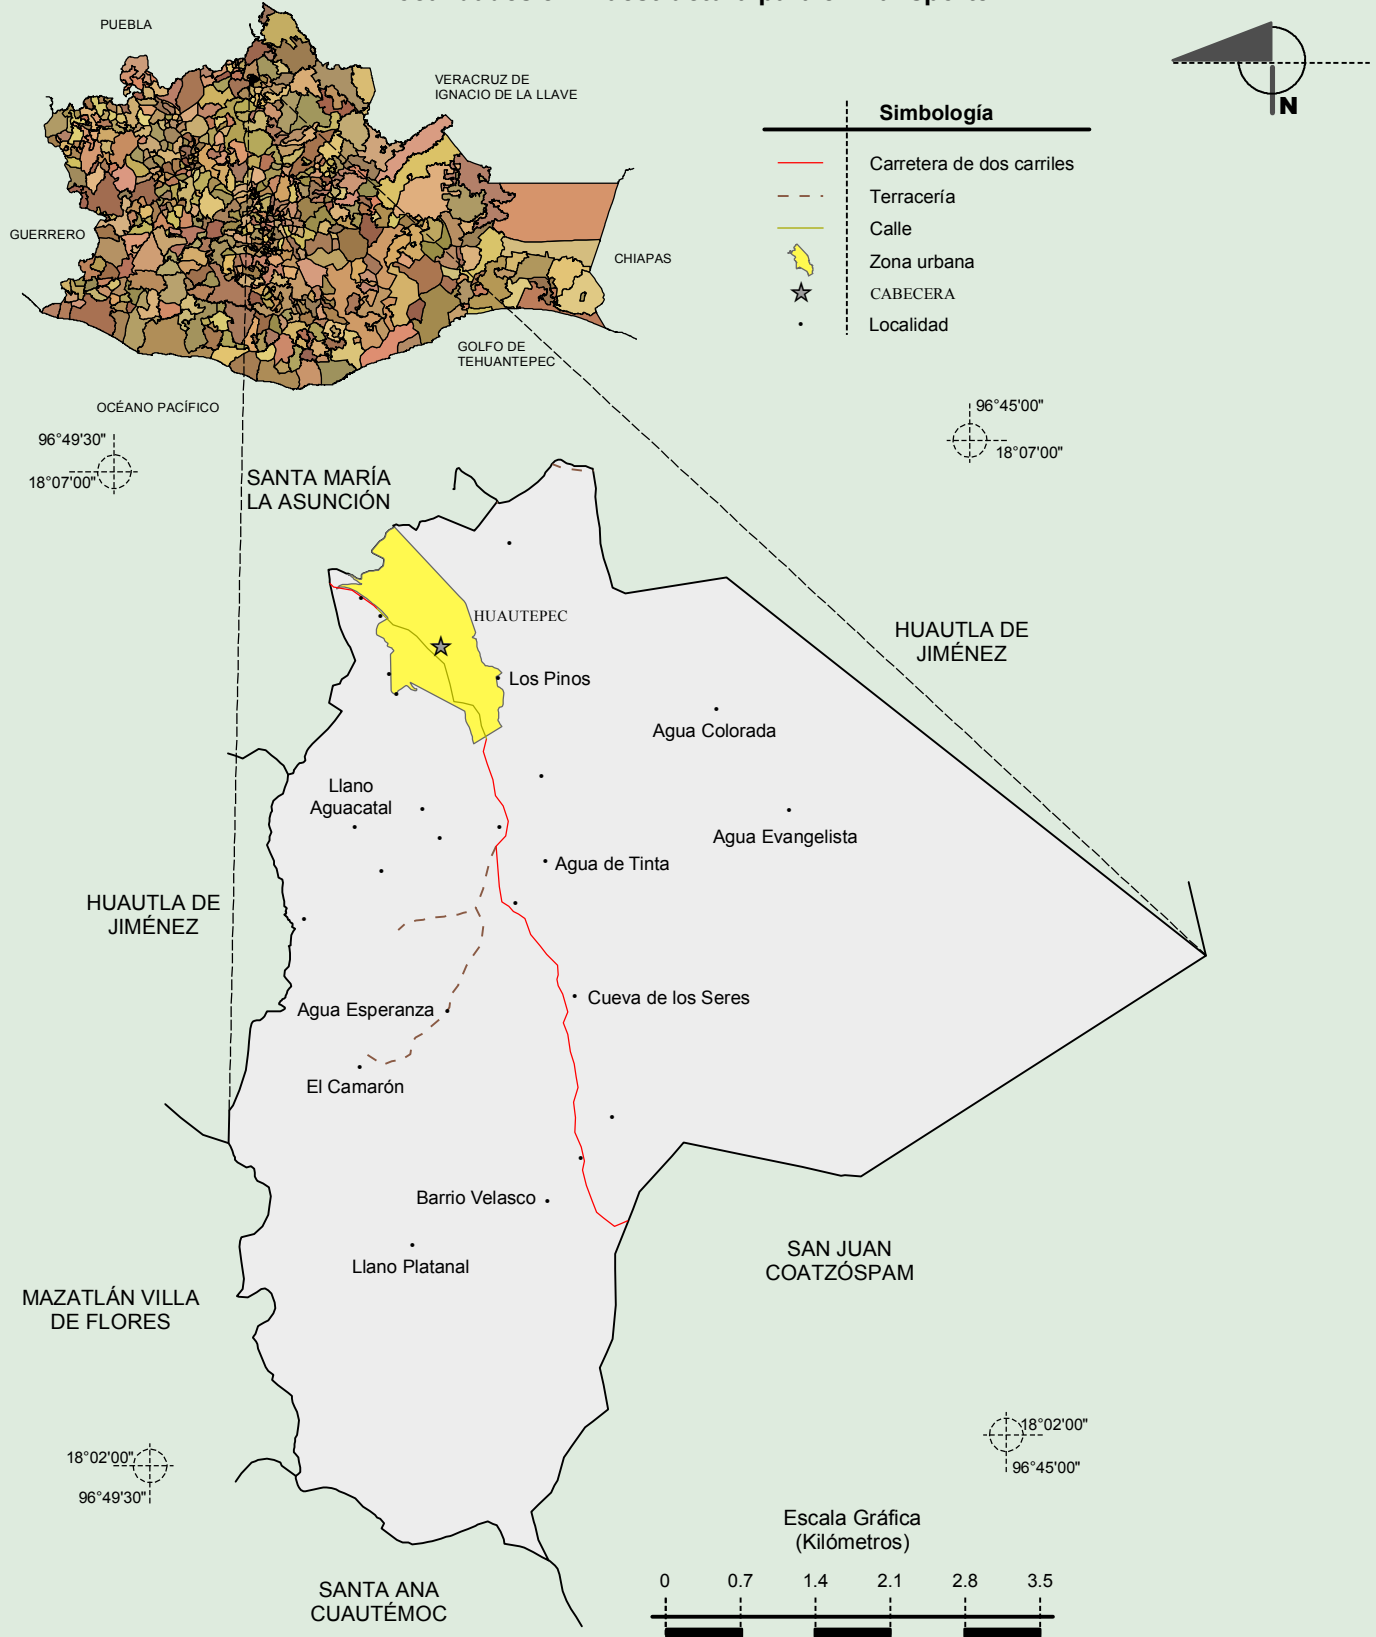 PUEBLA
VERACRUZ DE
IGNACIO DE LA LLAVE
GUERRERO
CHIAPAS
GOLFO DE
TEHUANTEPEC
OCÉANO PACÍFICO
N
Simbología
Carretera de dos carriles
Terracería
Calle
Zona urbana
CABECERA
Localidad
96°49'30"
18°07'00"
96°45'00"
18°07'00"
SANTA MARÍA
LA ASUNCIÓN
HUAUTEPEC
HUAUTLA DE
JIMÉNEZ
Los Pinos
Agua Colorada
Llano
Aguacatal
Agua Evangelista
Agua de Tinta
HUAUTLA DE
JIMÉNEZ
Cueva de los Seres
Agua Esperanza
El Camarón
Barrio Velasco
Llano Platanal
SAN JUAN
COATZÓSPAM
MAZATLÁN VILLA
DE FLORES
18°02'00"
96°49'30"
18°02'00"
96°45'00"
Escala Gráfica
(Kilómetros)
0 0.7 1.4 2.1 2.8 3.5
SANTA ANA
CUAUTÉMOC